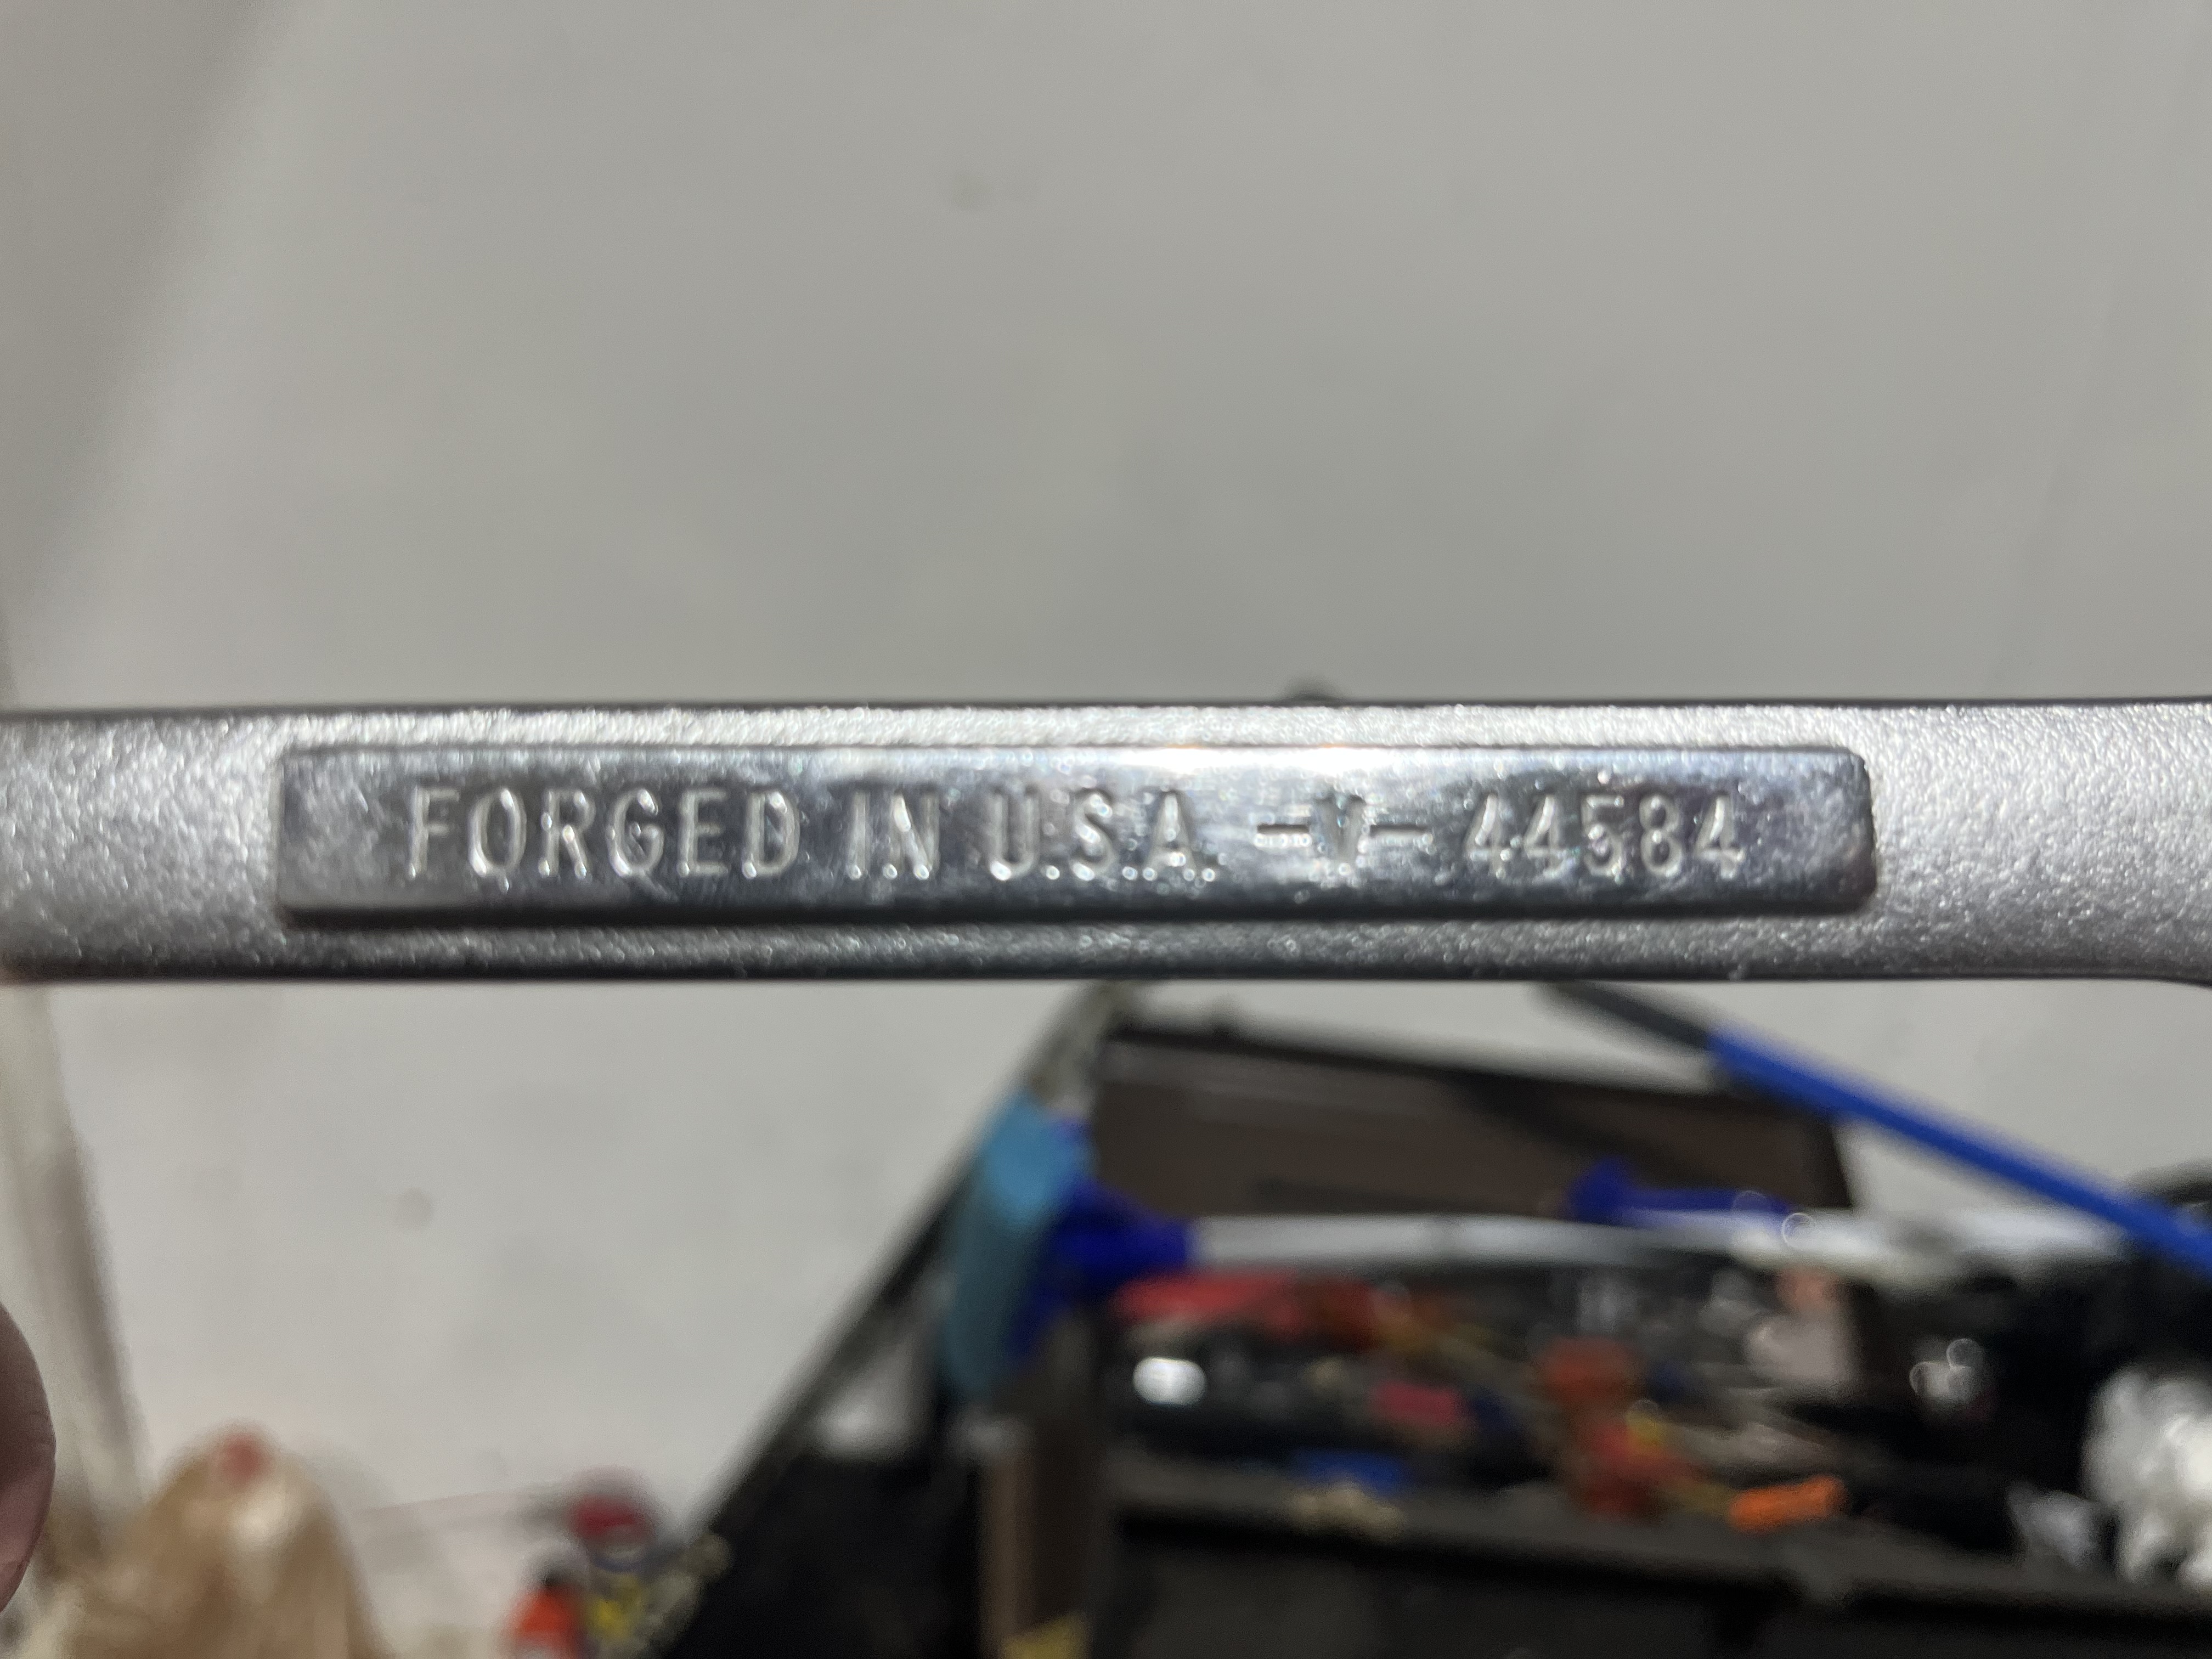 FORGED IN U.S.A. -V- 44584